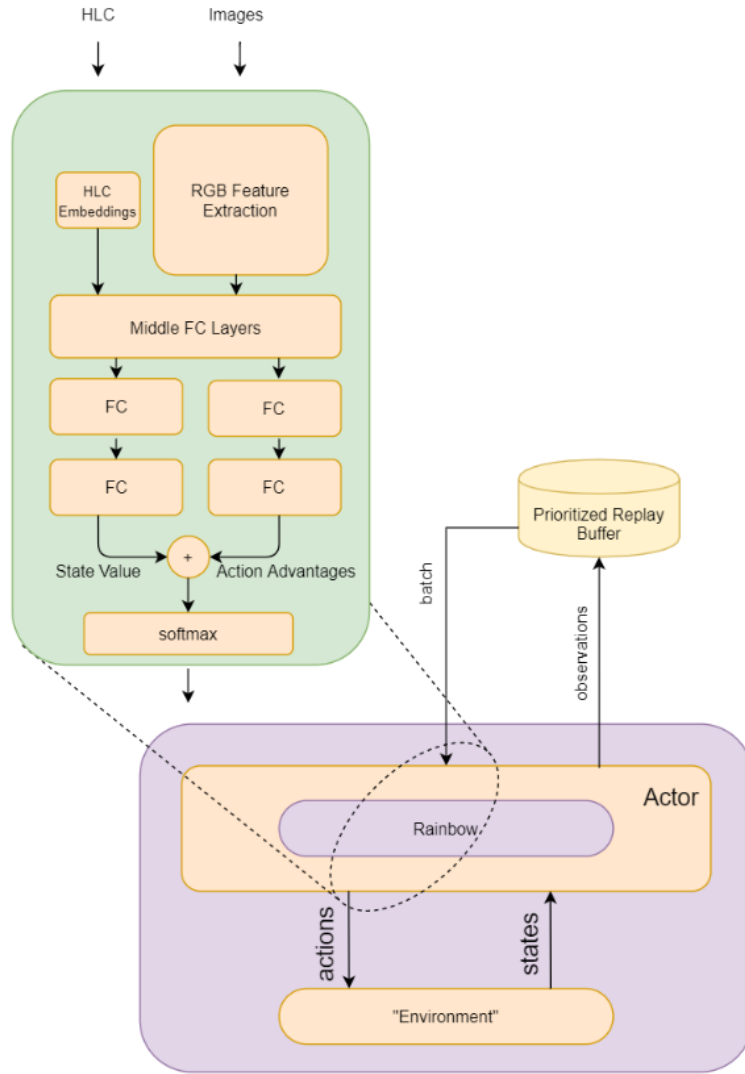 HLC
Images
HLC
Embeddings
RGB Feature
Extraction
Middle FC Layers
FC
FC
FC
FC
+
State Value
Action Advantages
softmax
Prioritized Replay
Buffer
batch
observations
Actor
Rainbow
actions
states
"Environment"